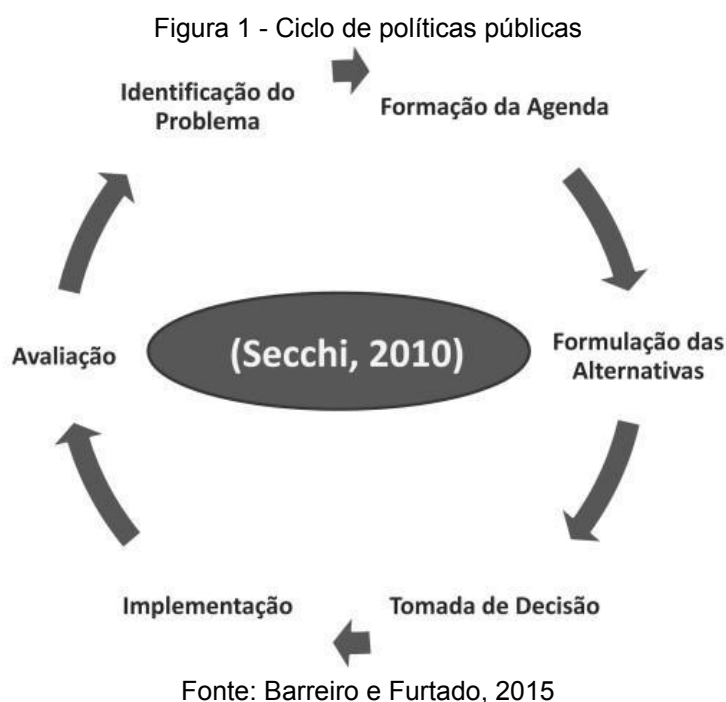 Figura 1 - Ciclo de políticas públicas
Identificação do
Problema
Formação da Agenda
(Secchi, 2010)
Avaliação
Formulação das
Alternativas
Implementação
Tomada de Decisão
Fonte: Barreiro e Furtado, 2015